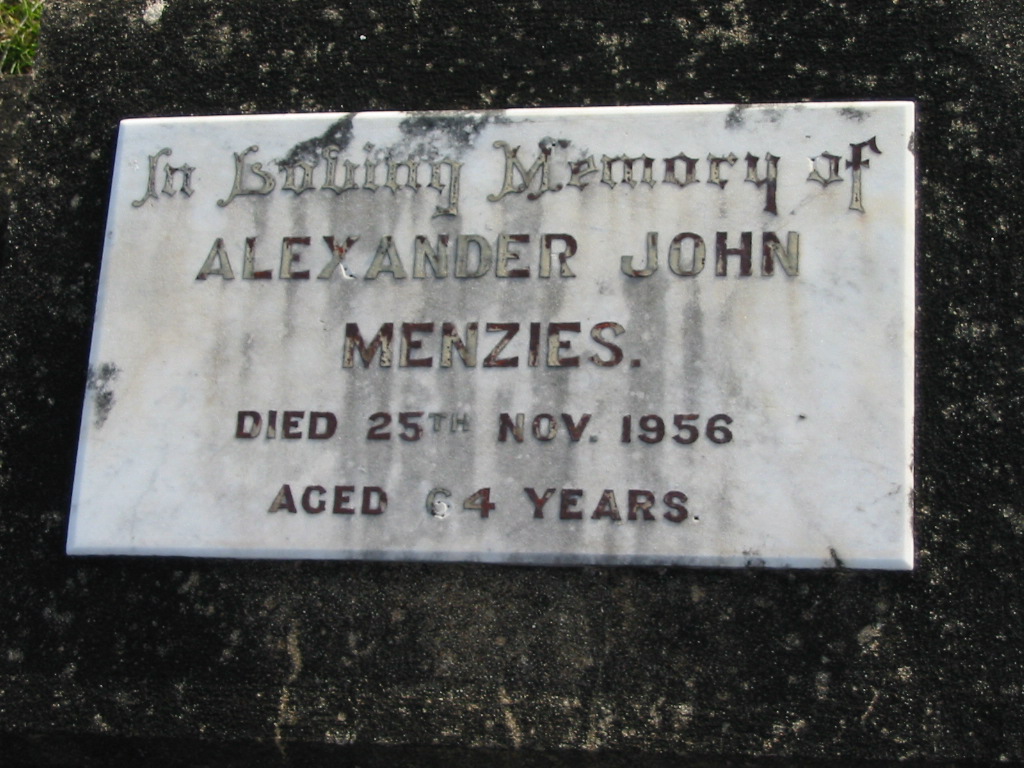 In Loving Memory of
ALEXANDER JOHN
MENZIES.
DIED 25TH NOV. 1956
AGED 64 YEARS.